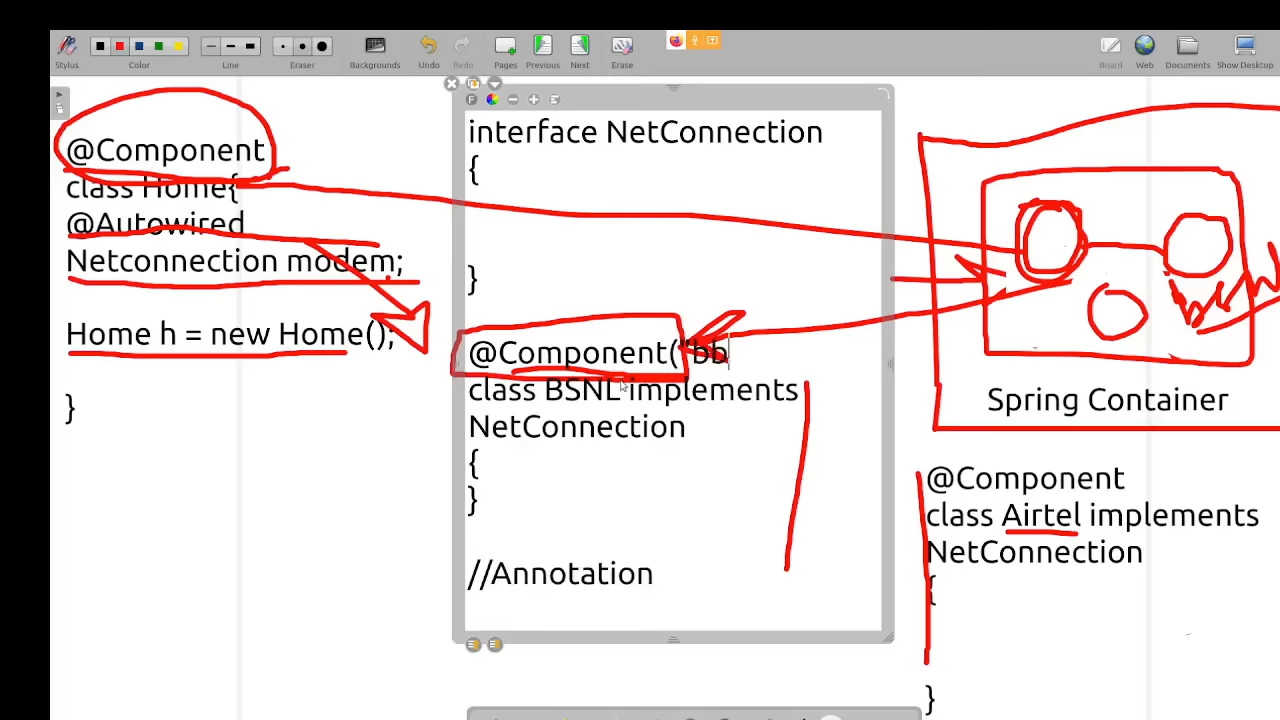 Stylus
Color
Line
Eraser
Backgrounds
Undo
Redo
Pages
Previous
Next
Erase
Board
Web
Documents
Show Desktop
@Component
class Home{
@Autowired
Netconnection modem;
Home h = new Home();
}
interface NetConnection
{
}
@Component("bb
class BSNL implements
NetConnection
{
}
//Annotation
Spring Container
@Component
class Airtel implements
NetConnection
{
}